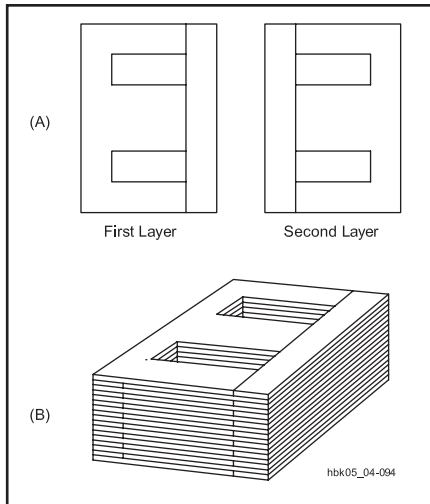 (A)
First Layer
Second Layer
(B)
hbk05_04-094